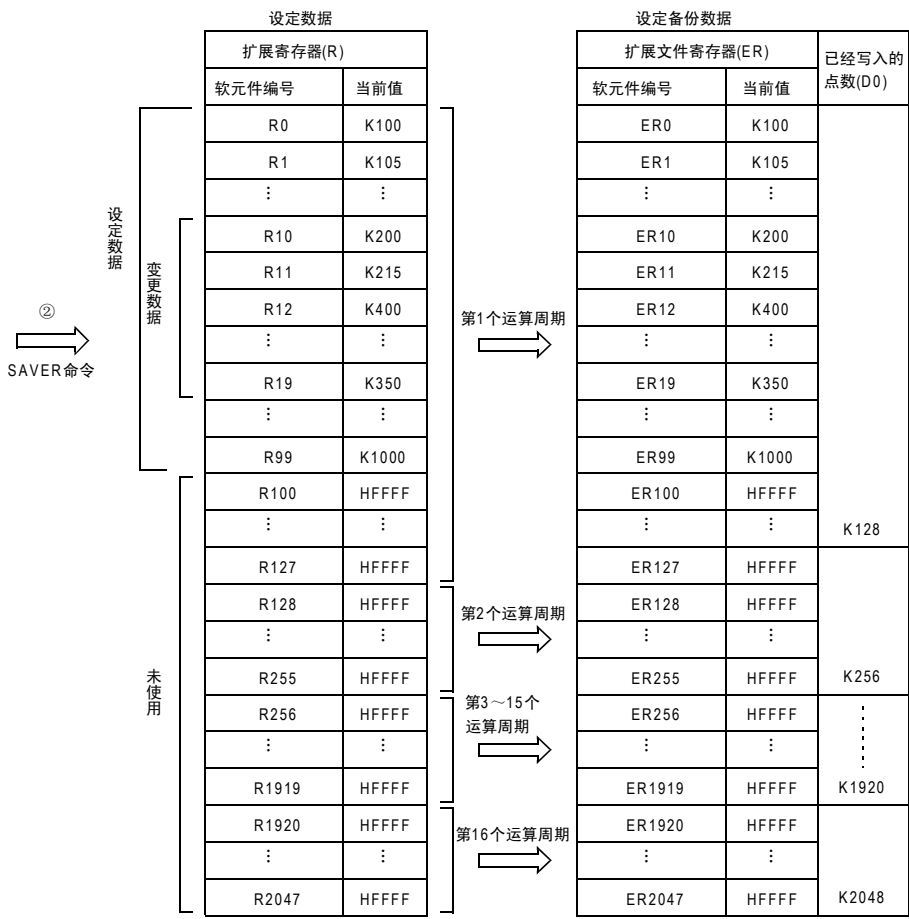 设定数据
设定备份数据
扩展寄存器(R)
扩展文件寄存器(ER)
已经写入的
点数(D0)
软元件编号 当前值
软元件编号 当前值
R0 K100
ER0 K100
R1 K105
ER1 K105
⋮ ⋮
⋮ ⋮
设定数据
R10 K200
ER10 K200
变更数据
R11 K215
ER11 K215
②
SAVER命令
R12 K400
第1个运算周期
ER12 K400
⋮ ⋮
⋮ ⋮
R19 K350
ER19 K350
⋮ ⋮
⋮ ⋮
R99 K1000
ER99 K1000
R100 HFFFF
ER100 HFFFF
⋮ ⋮
⋮ ⋮
K128
R127 HFFFF
ER127 HFFFF
R128 HFFFF
第2个运算周期
ER128 HFFFF
⋮ ⋮
⋮ ⋮
未使用
R255 HFFFF
ER255 HFFFF
K256
R256 HFFFF
第3～15个
运算周期
ER256 HFFFF
⋮ ⋮
⋮ ⋮
R1919 HFFFF
ER1919 HFFFF
K1920
R1920 HFFFF
第16个运算周期
ER1920 HFFFF
⋮ ⋮
⋮ ⋮
R2047 HFFFF
ER2047 HFFFF
K2048